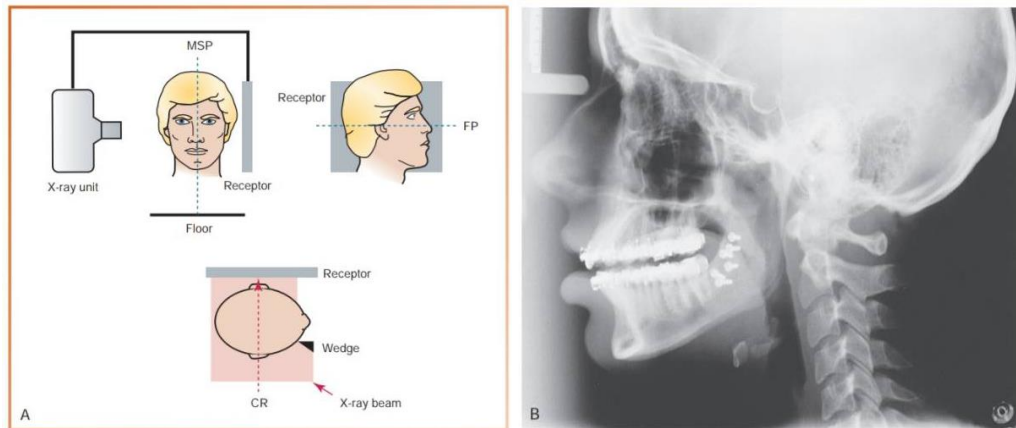 MSP
Receptor
FP
X-ray unit
Receptor
Floor
Receptor
Wedge
X-ray beam
CR
A
B